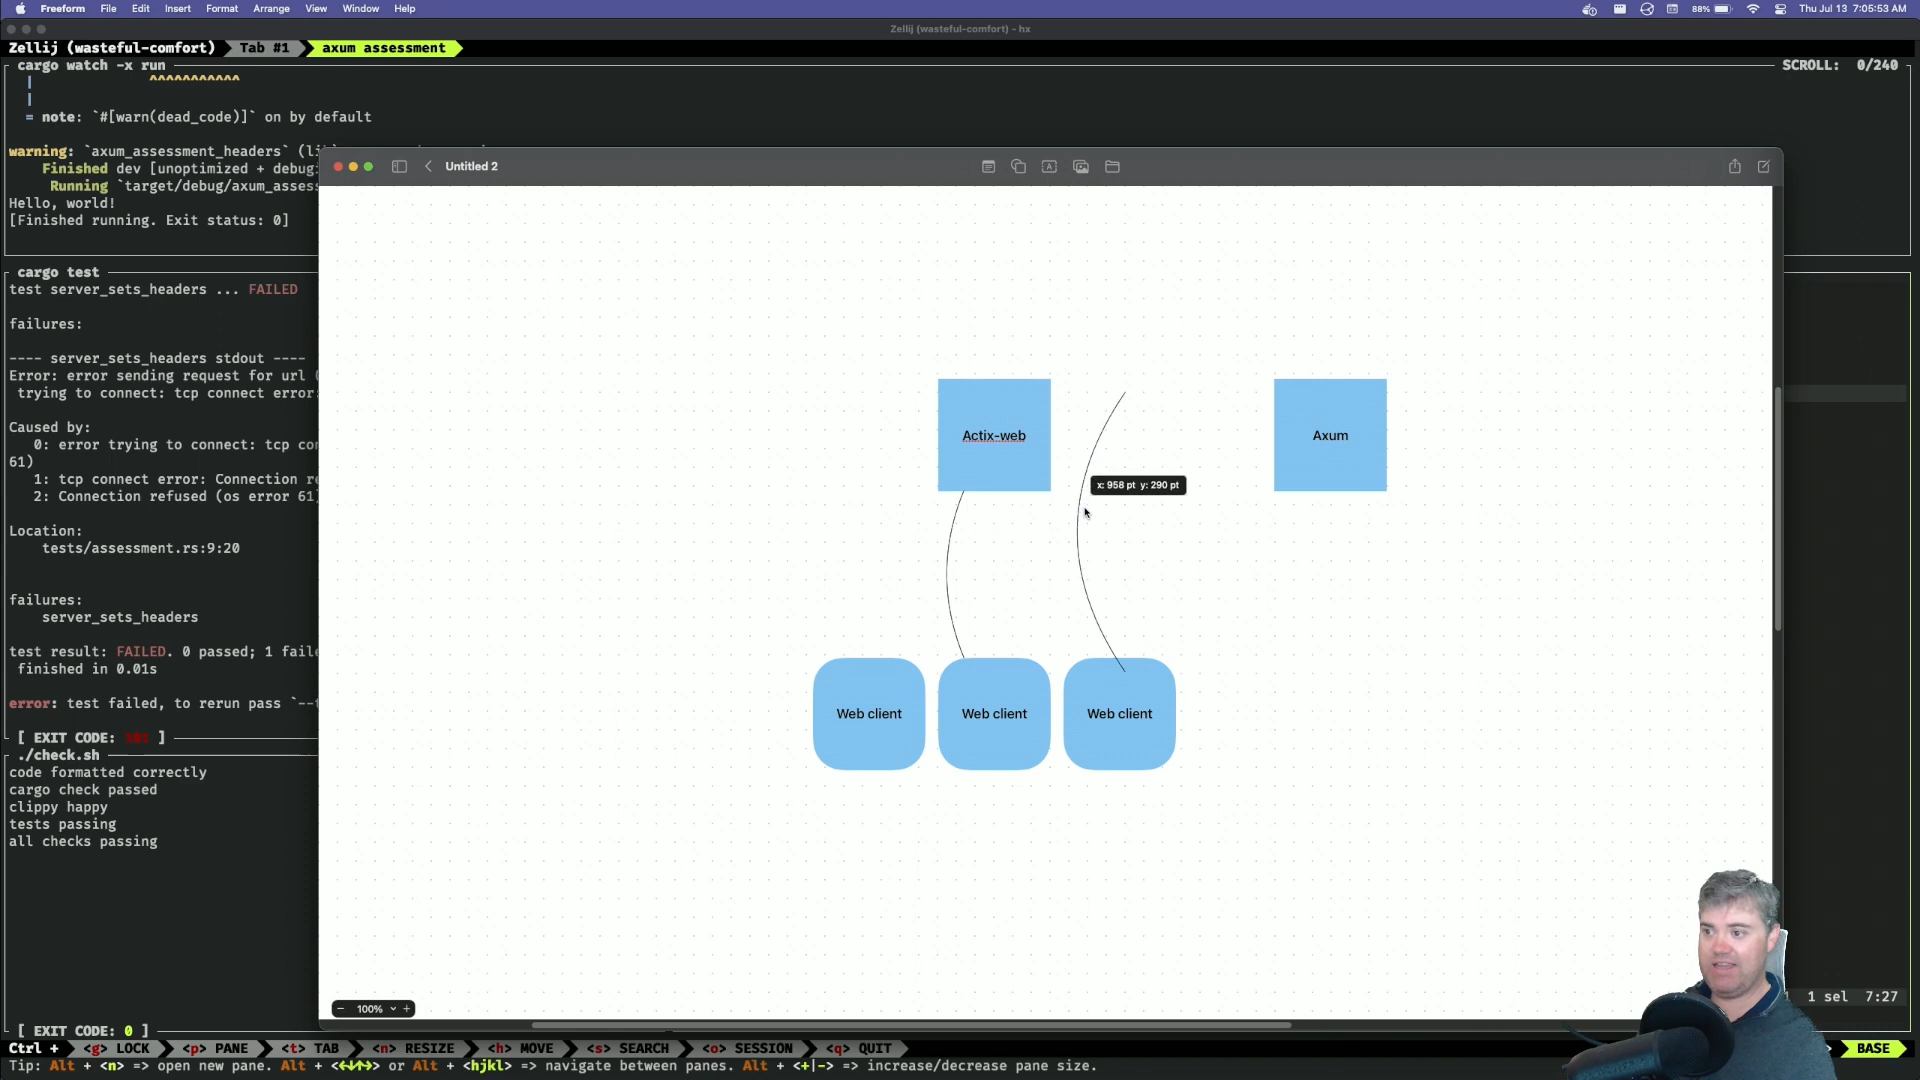 Freeform File Edit Insert Format Arrange View Window Help
88% Thu Jul 13 7:05:53 AM
Zellij (wasteful-comfort) - hx
Zellij (wasteful-comfort) Tab #1 axum assessment
cargo watch -x run
SCROLL: 0/240
|        ^^^^^^^^^^^
|
= note: `#[warn(dead_code)]` on by default
warning: `axum_assessment_headers` (li
Finished dev [unoptimized + debug
Running `target/debug/axum_asses
Hello, world!
[Finished running. Exit status: 0]
cargo test
test server_sets_headers ... FAILED
failures:
---- server_sets_headers stdout ----
Error: error sending request for url (
trying to connect: tcp connect error:
Caused by:
0: error trying to connect: tcp con
61)
1: tcp connect error: Connection re
2: Connection refused (os error 61)
Location:
tests/assessment.rs:9:20
failures:
server_sets_headers
test result: FAILED. 0 passed; 1 faile
finished in 0.01s
error: test failed, to rerun pass `--t
[ EXIT CODE: 101 ]
./check.sh
code formatted correctly
cargo check passed
clippy happy
tests passing
all checks passing
[ EXIT CODE: 0 ]
Untitled 2
Actix-web
Axum
x: 958 pt y: 290 pt
Web client
Web client
Web client
− 100% +
1 sel 7:27
Ctrl + <g> LOCK <p> PANE <t> TAB <n> RESIZE <h> MOVE <s> SEARCH <o> SESSION <q> QUIT
BASE
Tip: Alt + <n> => open new pane. Alt + <←↓↑→> or Alt + <hjkl> => navigate between panes. Alt + <+|-> => increase/decrease pane size.